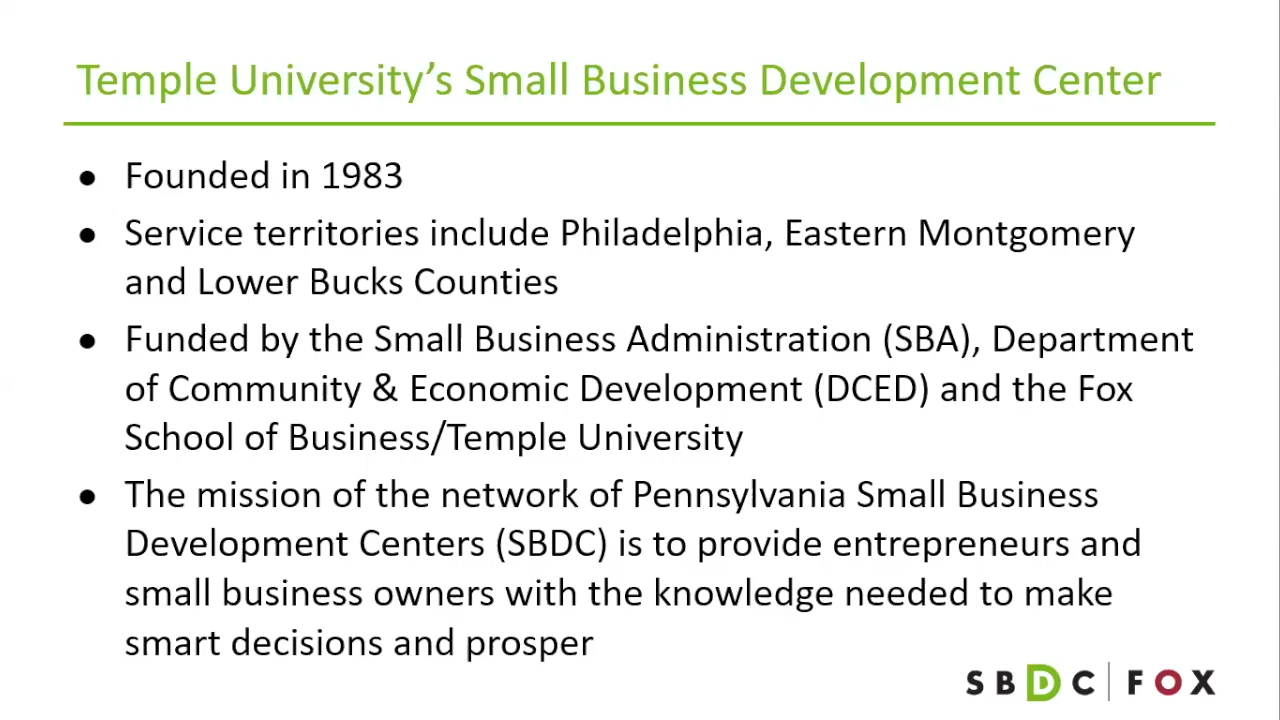 Temple University’s Small Business Development Center
● Founded in 1983
● Service territories include Philadelphia, Eastern Montgomery
and Lower Bucks Counties
● Funded by the Small Business Administration (SBA), Department
of Community & Economic Development (DCED) and the Fox
School of Business/Temple University
● The mission of the network of Pennsylvania Small Business
Development Centers (SBDC) is to provide entrepreneurs and
small business owners with the knowledge needed to make
smart decisions and prosper
SBDC | FOX